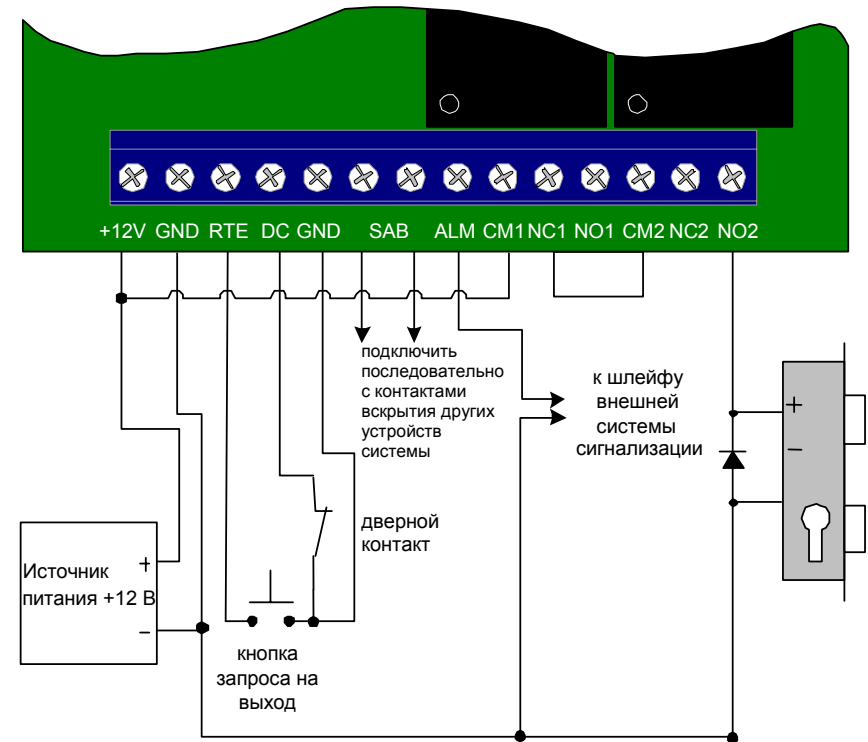 +12V GND RTE DC GND SAB ALM CM1 NC1 NO1 CM2 NC2 NO2
подключить
последовательно
с контактами
вскрытия других
устройств
системы
к шлейфу
внешней
системы
сигнализации
+
−
дверной
контакт
Источник
питания +12 В
+
−
кнопка
запроса на
выход